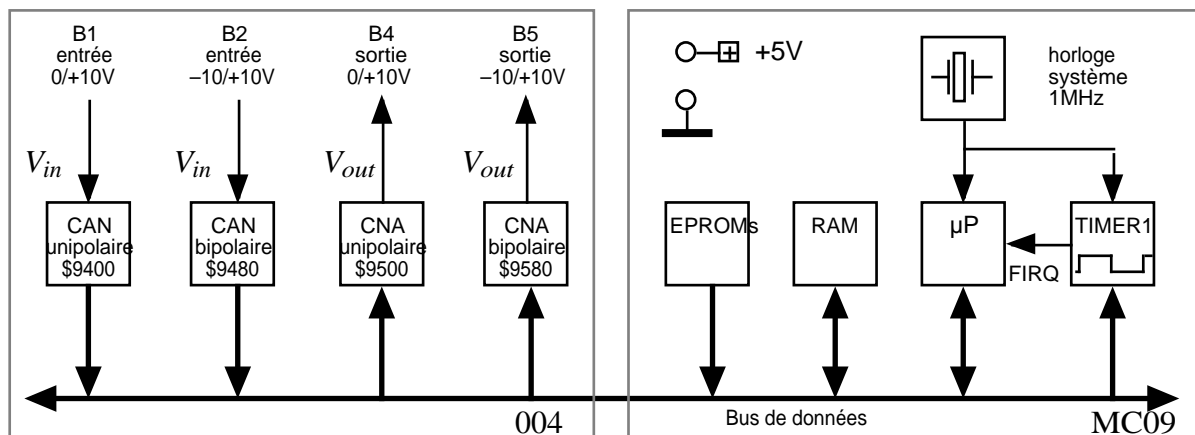 B1
entrée
0/+10V
B2
entrée
–10/+10V
B4
sortie
0/+10V
B5
sortie
–10/+10V
Vin
Vin
Vout
Vout
CAN
unipolaire
$9400
CAN
bipolaire
$9480
CNA
unipolaire
$9500
CNA
bipolaire
$9580
004
+5V
horloge
système
1MHz
EPROMs
RAM
µP
TIMER1
FIRQ
Bus de données
MC09